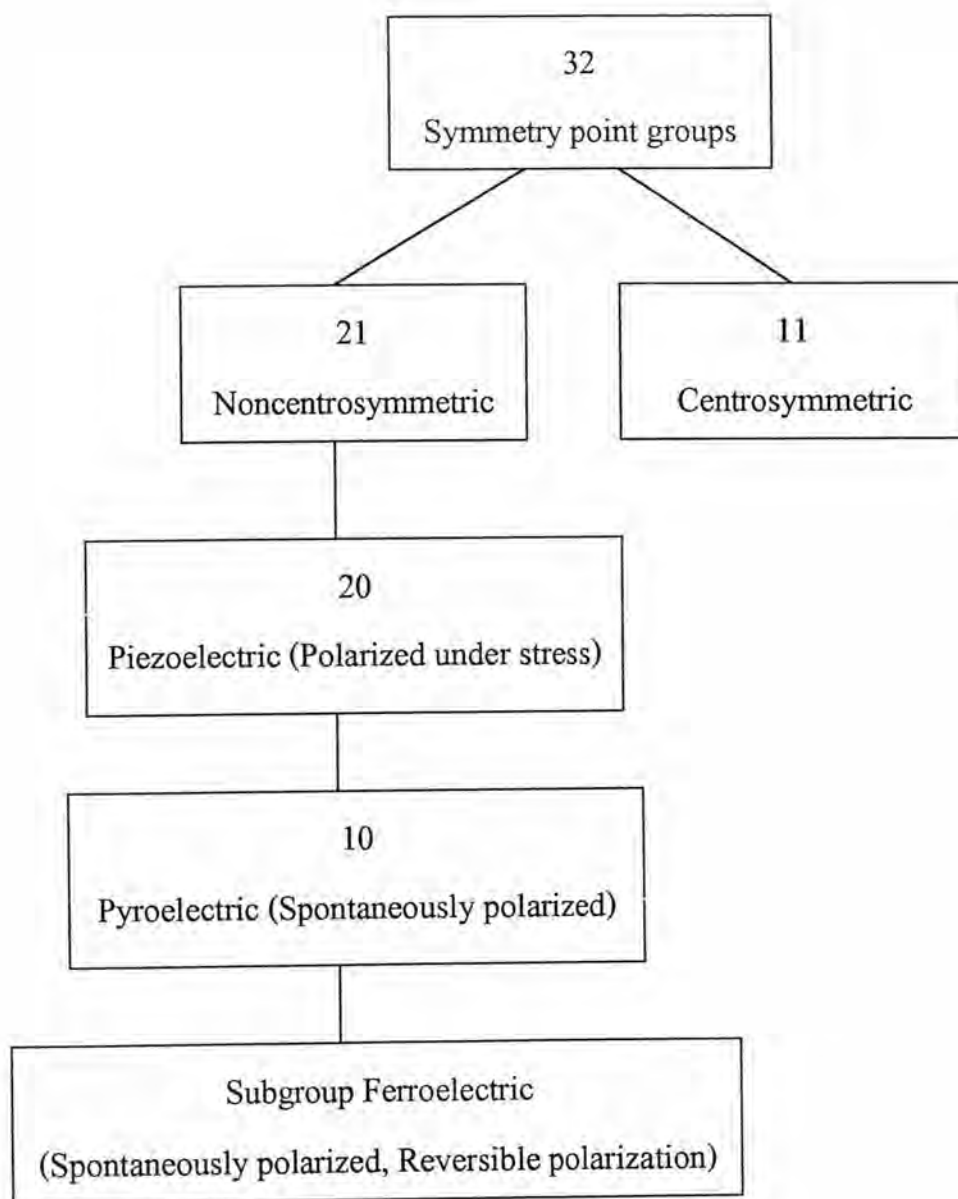 32
Symmetry point groups
21
Noncentrosymmetric
11
Centrosymmetric
20
Piezoelectric (Polarized under stress)
10
Pyroelectric (Spontaneously polarized)
Subgroup Ferroelectric
(Spontaneously polarized, Reversible polarization)